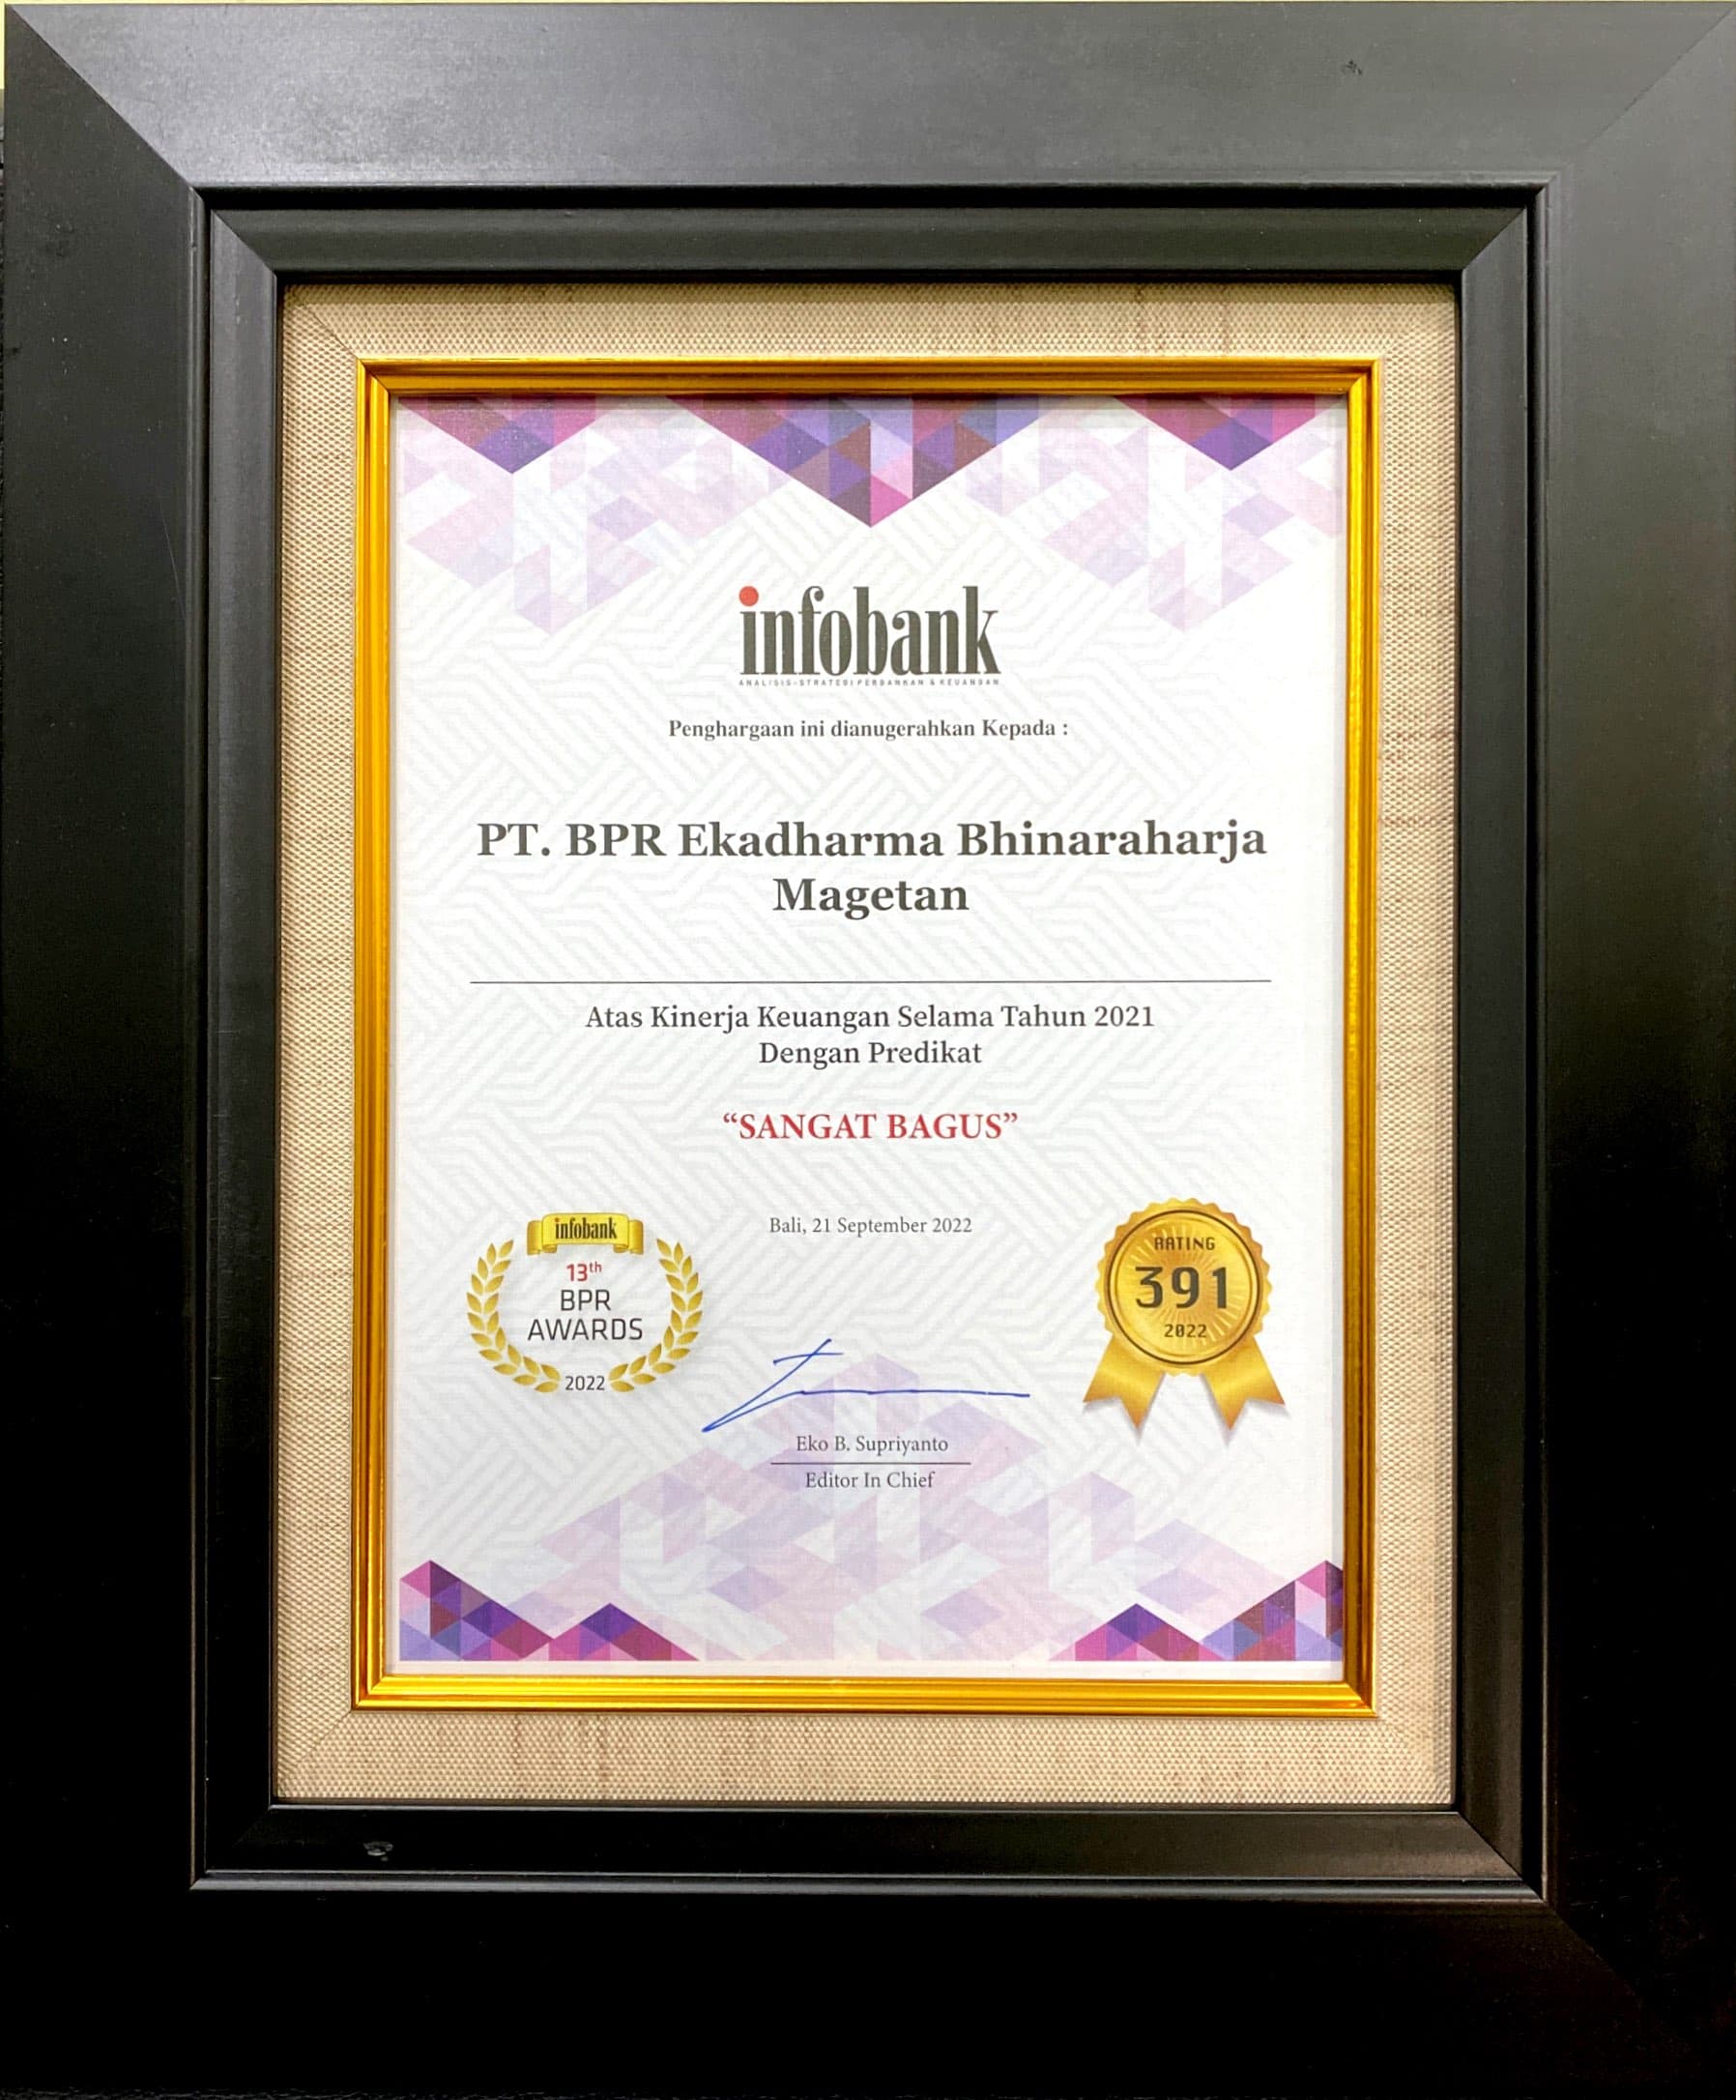 infobank
ANALISIS-STRATEGI PERBANKAN & KEUANGAN
Penghargaan ini dianugerahkan Kepada :
PT. BPR Ekadharma Bhinaraharja
Magetan
Atas Kinerja Keuangan Selama Tahun 2021
Dengan Predikat
“SANGAT BAGUS”
Bali, 21 September 2022
infobank
13th
BPR
AWARDS
2022
RATING
391
2022
Eko B. Supriyanto
Editor In Chief